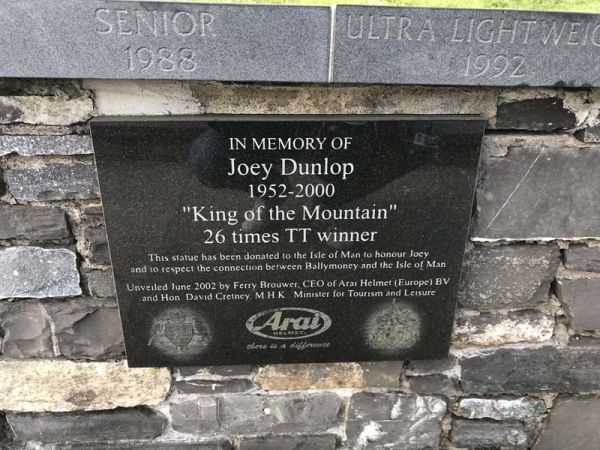 SENIOR
1988
ULTRA LIGHTWEIG
1992
IN MEMORY OF
Joey Dunlop
1952-2000
"King of the Mountain"
26 times TT winner
This statue has been donated to the Isle of Man to honour Joey
and to respect the connection between Ballymoney and the Isle of Man
Unveiled June 2002 by Ferry Brouwer, CEO of Arai Helmet (Europe) BV
and Hon. David Cretney, M H K Minister for Tourism and Leisure
Arai
HELMET
there is a difference